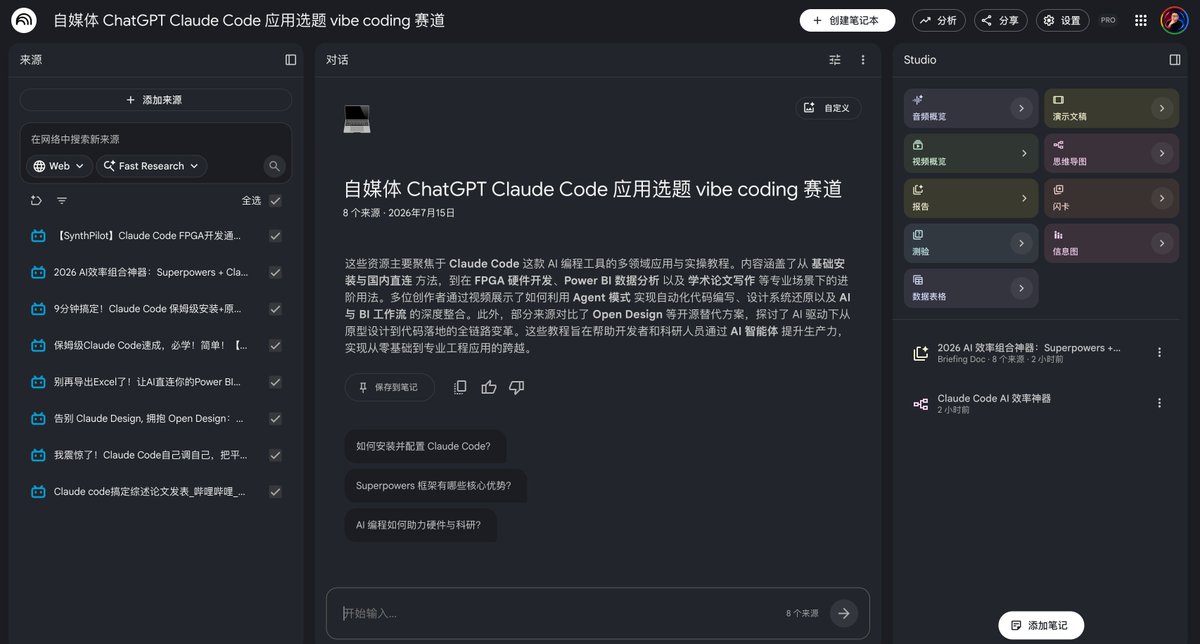 自媒体 ChatGPT Claude Code 应用选题 vibe coding 赛道
创建笔记本
分析
分享
设置
PRO
来源
添加来源
在网络中搜索新来源
Web
Fast Research
全选
【SynthPilot】Claude Code FPGA开发通...
2026 AI效率组合神器：Superpowers + Cla...
9分钟搞定！Claude Code 保姆级安装+原...
保姆级Claude Code速成，必学！简单！【...
别再导出Excel了！让AI直连你的Power BI...
告别 Claude Design, 拥抱 Open Design：...
我震惊了！Claude Code自己调自己，把平...
Claude code搞定综述论文发表_哔哩哔哩_...
对话
自定义
自媒体 ChatGPT Claude Code 应用选题 vibe coding 赛道
8 个来源 · 2026年7月15日
这些资源主要聚焦于 Claude Code 这款 AI 编程工具的多领域应用与实操教程。内容涵盖了从 基础安
装与国内直连 方法，到在 FPGA 硬件开发、Power BI 数据分析 以及 学术论文写作 等专业场景下的进
阶用法。多位创作者通过视频展示了如何利用 Agent 模式 实现自动化代码编写、设计系统还原以及 AI
与 BI 工作流 的深度整合。此外，部分来源对比了 Open Design 等开源替代方案，探讨了 AI 驱动下从
原型设计到代码落地的全链路变革。这些教程旨在帮助开发者和科研人员通过 AI 智能体 提升生产力，
实现从零基础到专业工程应用的跨越。
保存到笔记
如何安装并配置 Claude Code?
Superpowers 框架有哪些核心优势?
AI 编程如何助力硬件与科研?
开始输入...
8 个来源
Studio
音频概览
演示文稿
视频概览
思维导图
报告
闪卡
测验
信息图
数据表格
2026 AI 效率组合神器：Superpowers +...
Briefing Doc · 8 个来源 · 2 小时前
Claude Code AI 效率神器
2 小时前
添加笔记